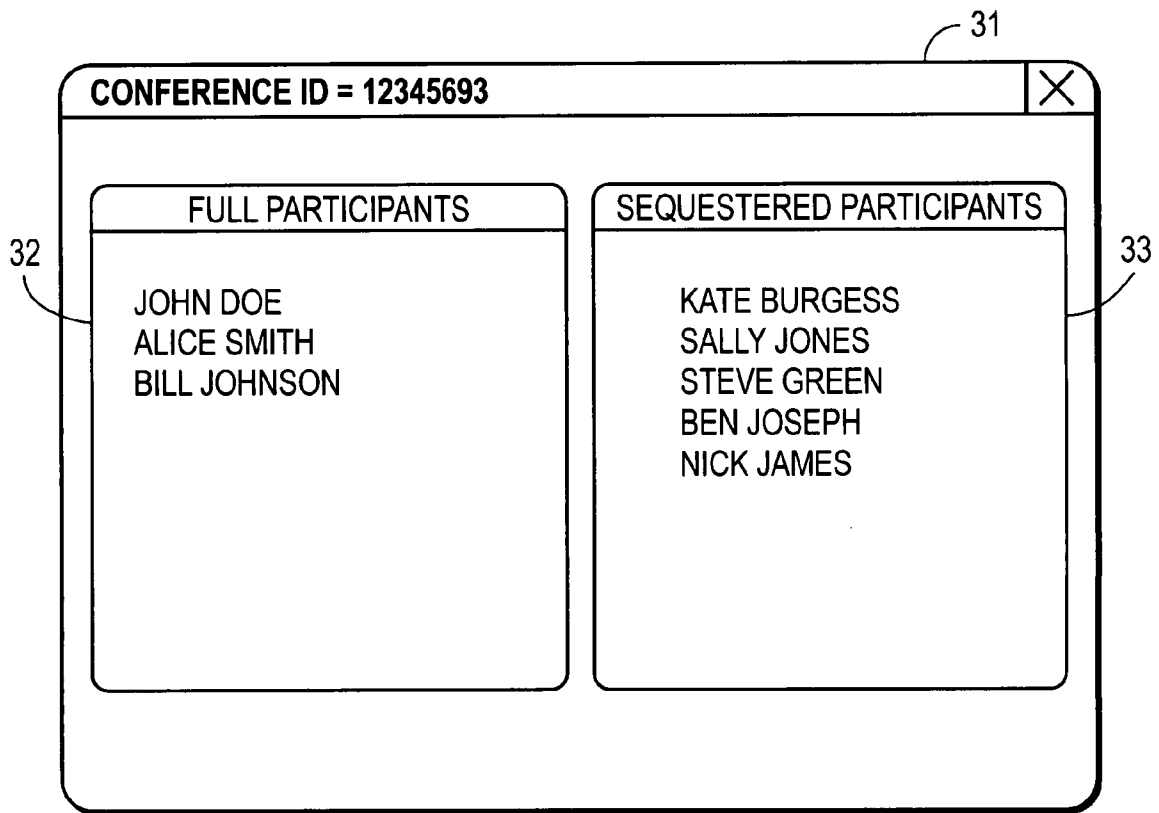 31
CONFERENCE ID = 12345693
FULL PARTICIPANTS
32
JOHN DOE
ALICE SMITH
BILL JOHNSON
SEQUESTERED PARTICIPANTS
33
KATE BURGESS
SALLY JONES
STEVE GREEN
BEN JOSEPH
NICK JAMES